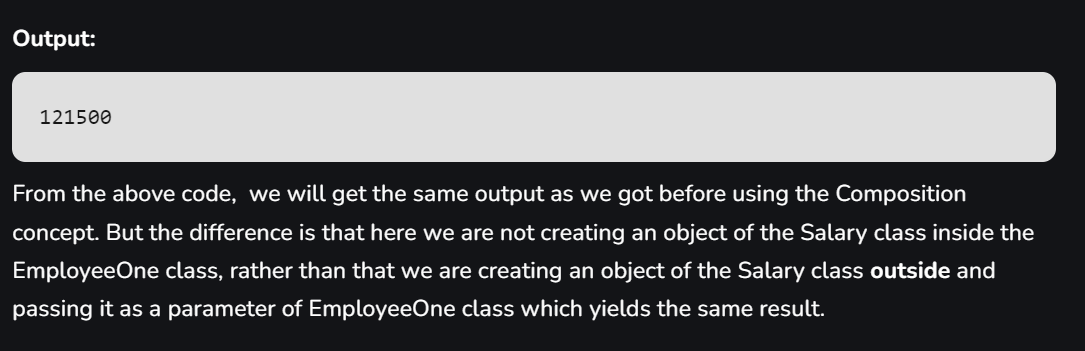 Output:
121500
From the above code,  we will get the same output as we got before using the Composition
concept. But the difference is that here we are not creating an object of the Salary class inside the
EmployeeOne class, rather than that we are creating an object of the Salary class outside and
passing it as a parameter of EmployeeOne class which yields the same result.